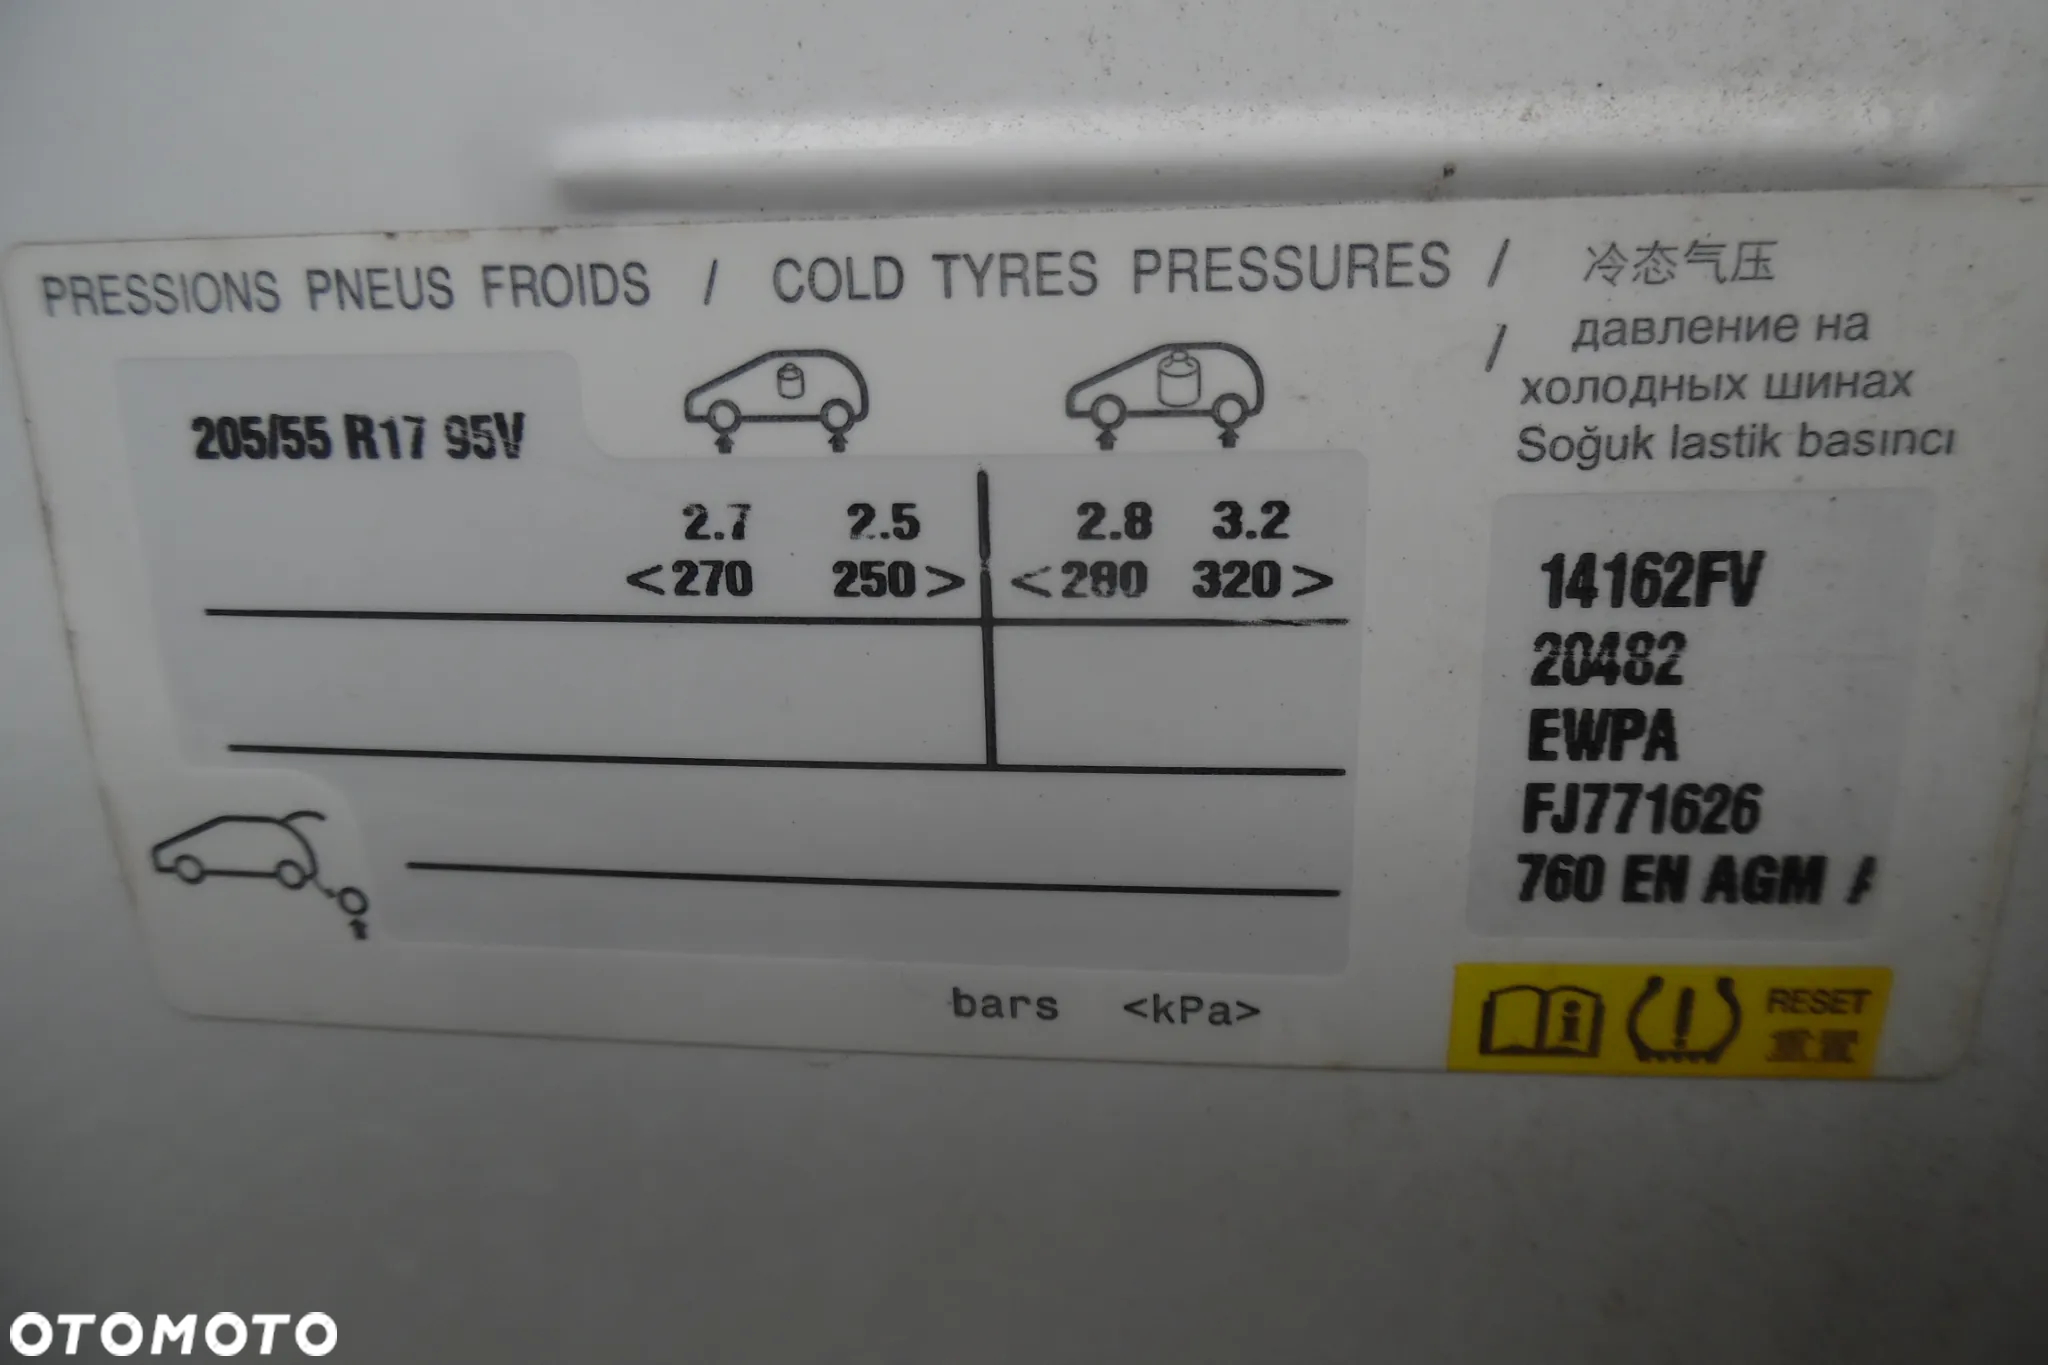 PRESSIONS PNEUS FROIDS / COLD TYRES PRESSURES / 冷态气压
/ давление на
холодных шинах
Soğuk lastik basıncı
205/55 R17 95V
2.7 2.5 2.8 3.2
<270 250> <280 320>
14162FV
20482
EWPA
FJ771626
760 EN AGM
bars <kPa>
RESET
重置
OTOMOTO